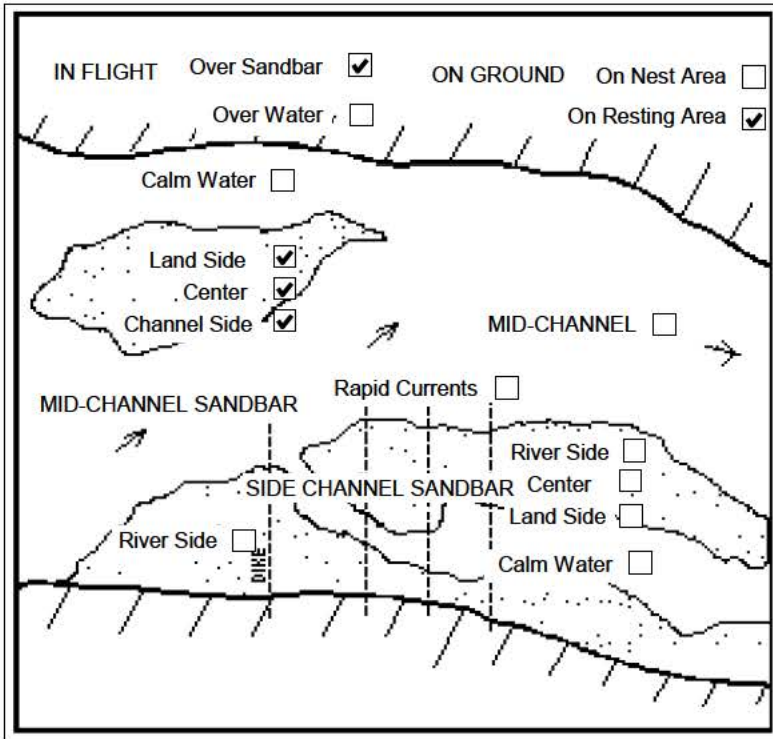 IN FLIGHT Over Sandbar ON GROUND On Nest Area
Over Water On Resting Area
Calm Water
Land Side
Center
Channel Side
MID-CHANNEL
Rapid Currents
MID-CHANNEL SANDBAR
River Side
SIDE CHANNEL SANDBAR Center
Land Side
River Side
DIKE
Calm Water